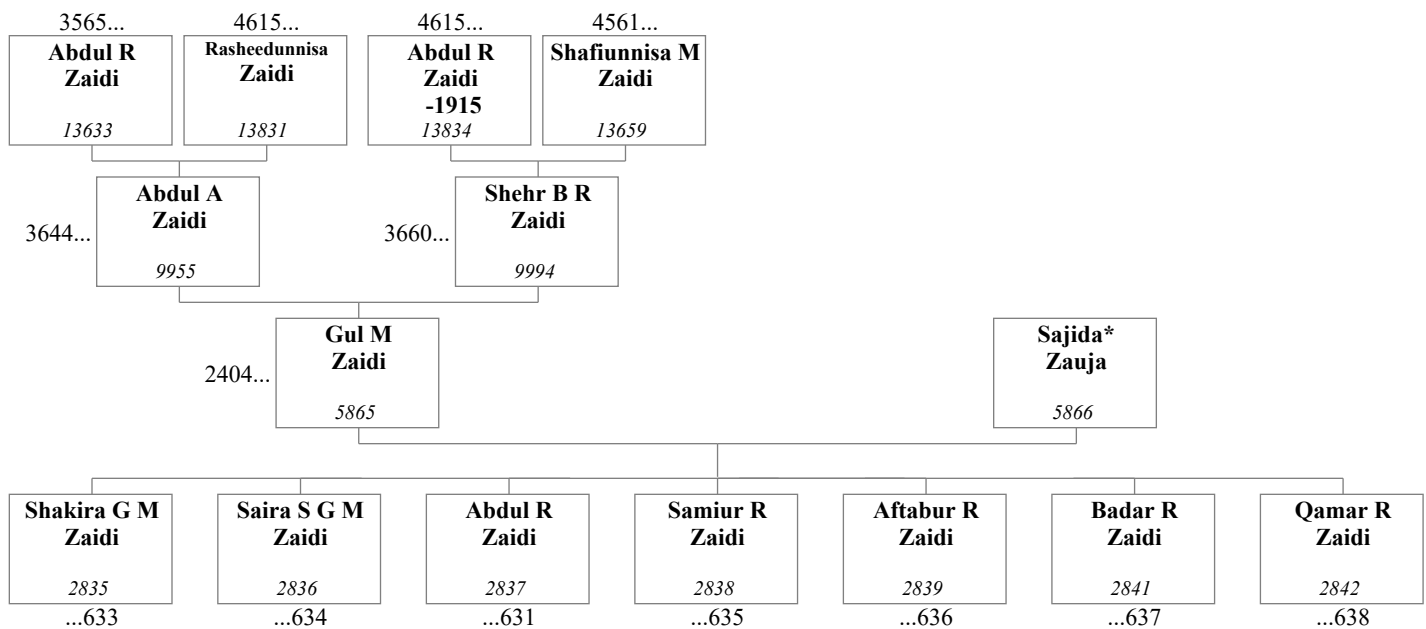 3565... 4615... 4615... 4561...
Abdul R Rasheedunnisa Abdul R Shafiunnisa M
Zaidi Zaidi Zaidi Zaidi
-1915
13633 13831 13834 13659
Abdul A Shehr B R
Zaidi Zaidi
3644... 3660...
9955 9994
Gul M Sajida*
Zaidi Zauja
2404...
5865 5866
Shakira G M Saira S G M Abdul R Samiur R Aftabur R Badar R Qamar R
Zaidi Zaidi Zaidi Zaidi Zaidi Zaidi Zaidi
2835 2836 2837 2838 2839 2841 2842
...633 ...634 ...631 ...635 ...636 ...637 ...638